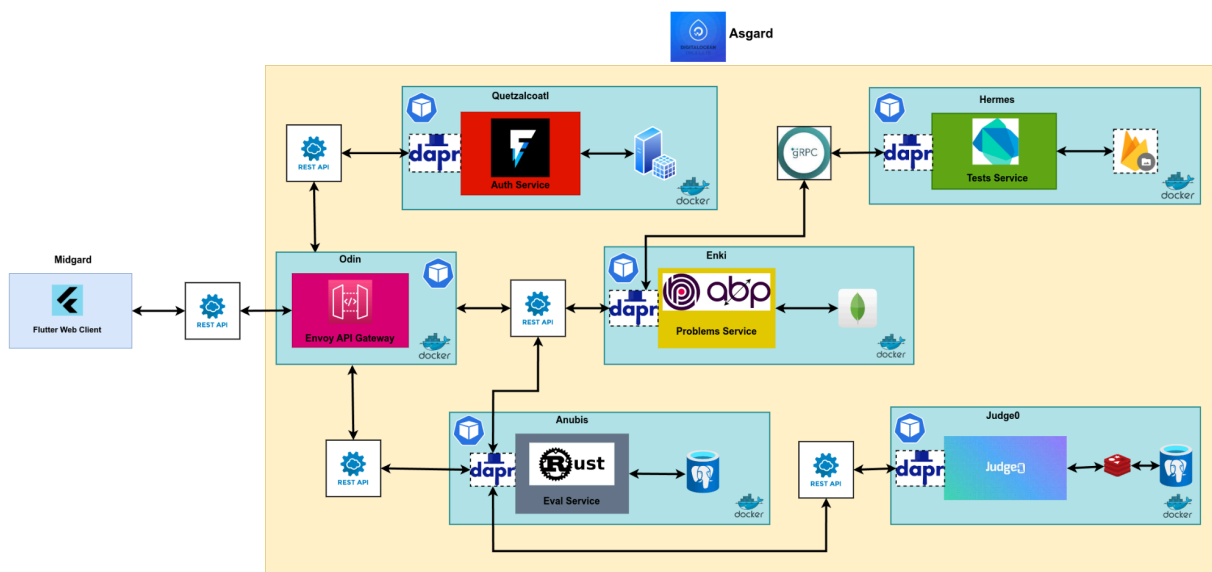 DIGITALOCEAN
Asgard
Quetzalcoatl
REST API
dapr
Auth Service
docker
gRPC
Hermes
dapr
Tests Service
docker
Midgard
Flutter Web Client
REST API
Odin
Envoy API Gateway
docker
REST API
Enki
dapr
abp
Problems Service
docker
REST API
Anubis
dapr
Rust
Eval Service
docker
REST API
Judge0
dapr
JUDGE0
docker